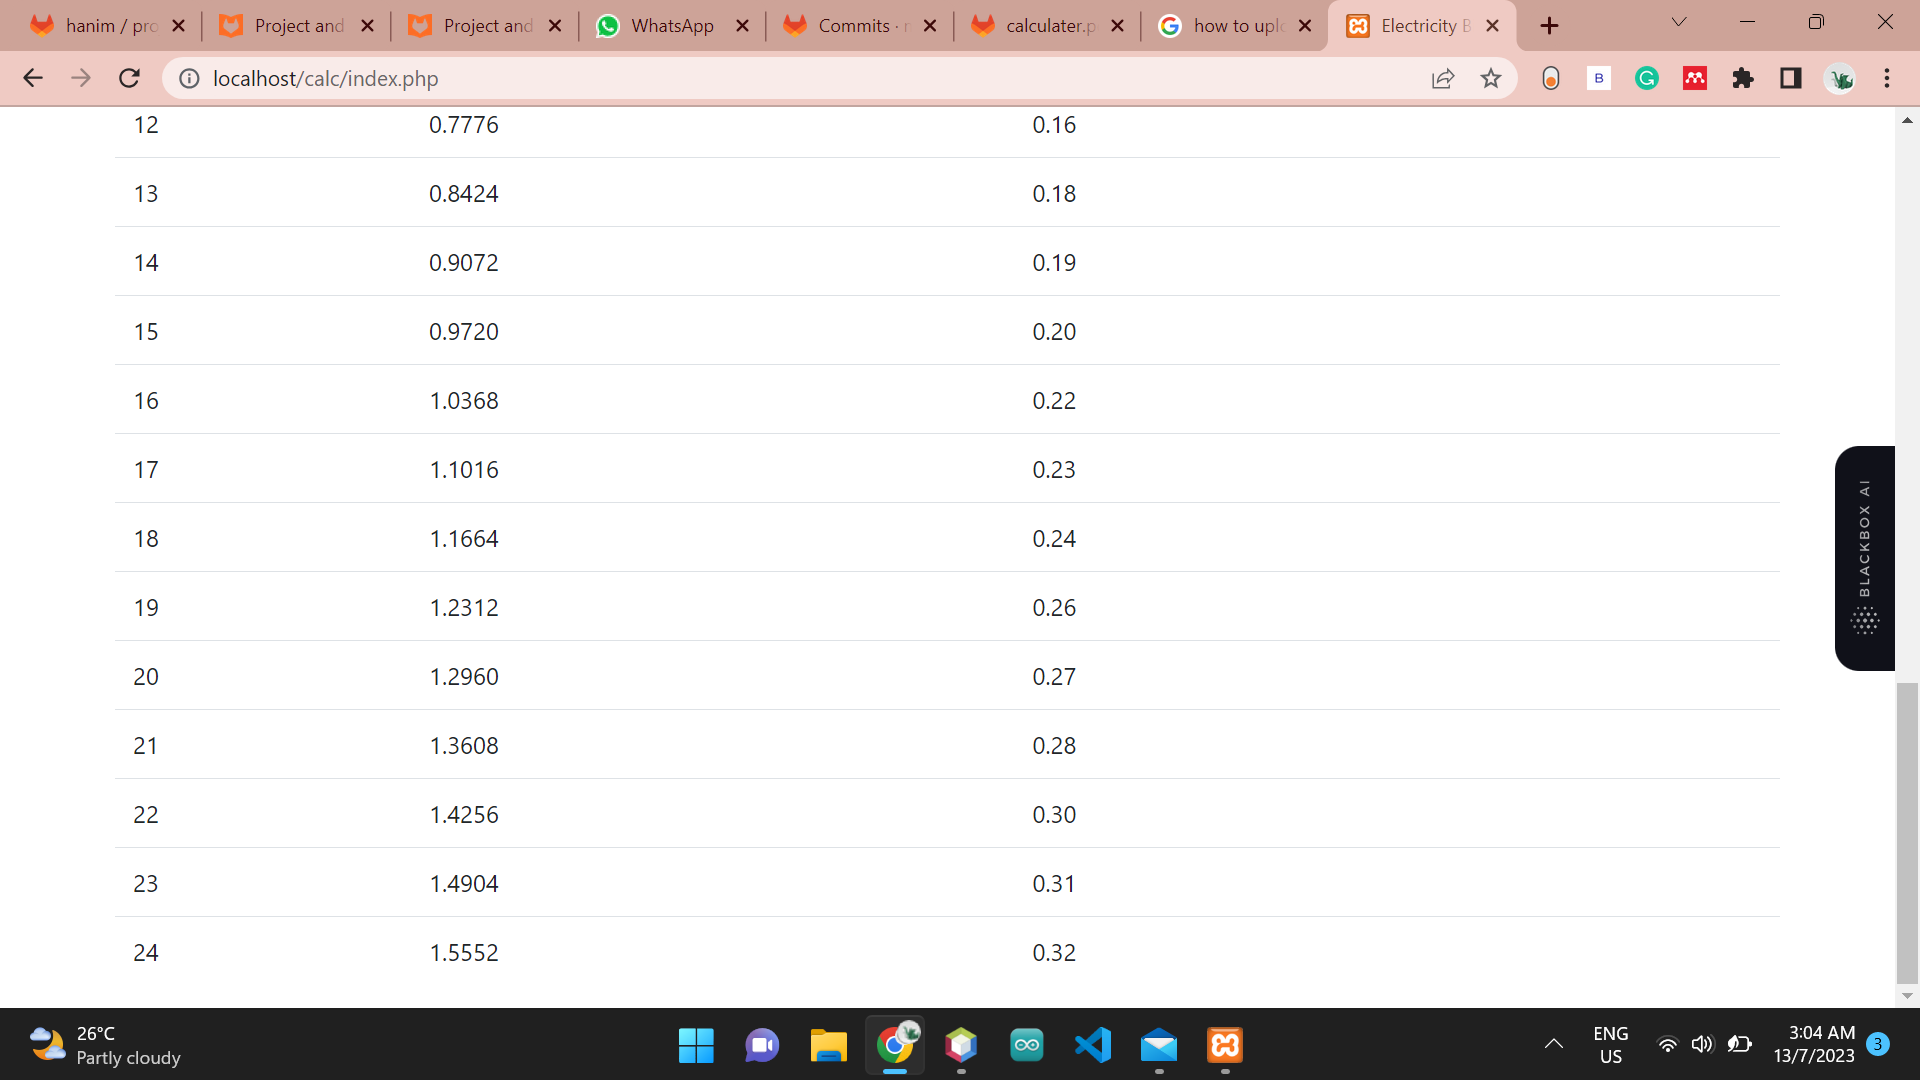 hanim / pro
Project and
Project and
WhatsApp
Commits · r
calculater.p
how to uplo
Electricity B
localhost/calc/index.php
12 0.7776 0.16
13 0.8424 0.18
14 0.9072 0.19
15 0.9720 0.20
16 1.0368 0.22
17 1.1016 0.23
18 1.1664 0.24
19 1.2312 0.26
20 1.2960 0.27
21 1.3608 0.28
22 1.4256 0.30
23 1.4904 0.31
24 1.5552 0.32
BLACKBOX AI
26°C
Partly cloudy
ENG
US
3:04 AM
13/7/2023
3